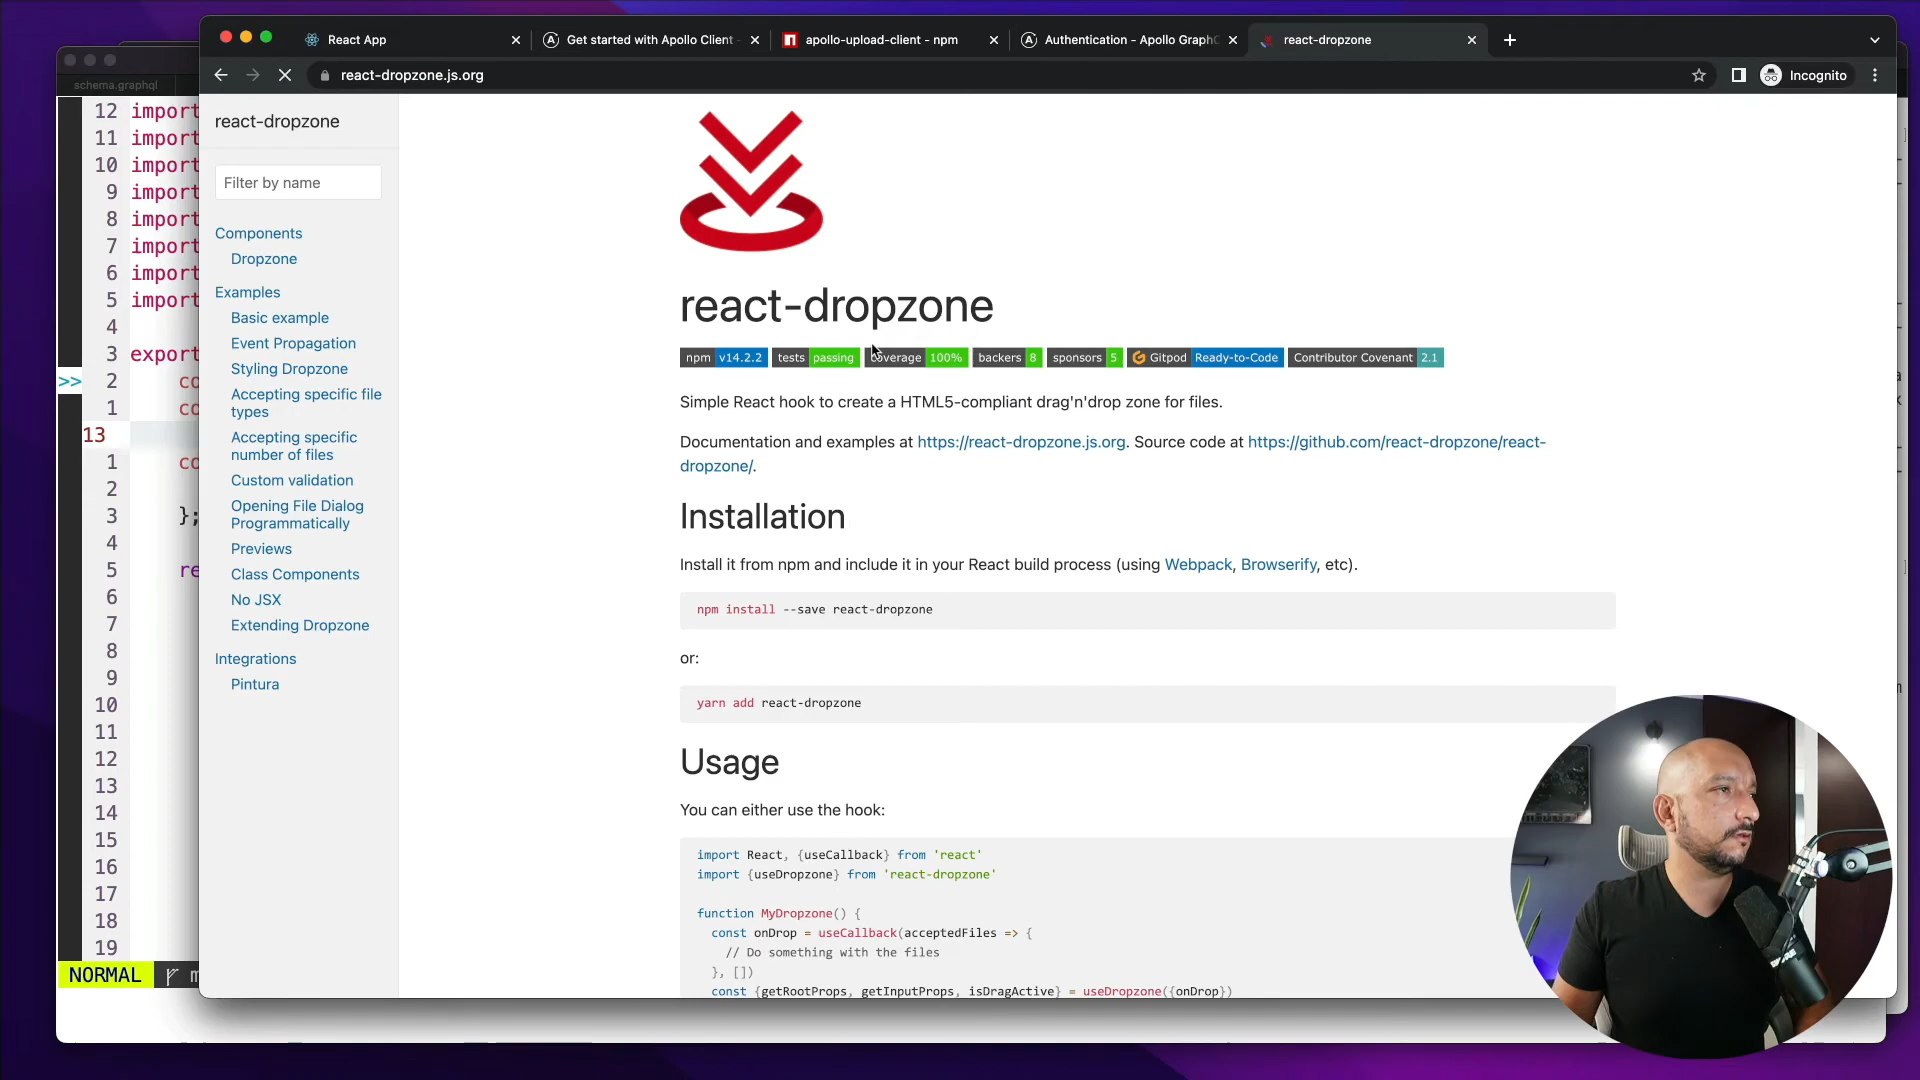 React App
Get started with Apollo Client
apollo-upload-client - npm
Authentication - Apollo GraphQ
react-dropzone
react-dropzone.js.org
Incognito
schema.graphql
12 import
11 import
10 import
9 import
8 import
7 import
6 import
5 import
4
3 export
>> 2 co
1 co
13
1 co
2
3 };
4
5 re
6
7
8
9
10
11
12
13
14
15
16
17
18
19
NORMAL
react-dropzone
Filter by name
Components
Dropzone
Examples
Basic example
Event Propagation
Styling Dropzone
Accepting specific file
types
Accepting specific
number of files
Custom validation
Opening File Dialog
Programmatically
Previews
Class Components
No JSX
Extending Dropzone
Integrations
Pintura
react-dropzone
npm v14.2.2 tests passing coverage 100% backers 8 sponsors 5 Gitpod Ready-to-Code Contributor Covenant 2.1
Simple React hook to create a HTML5-compliant drag'n'drop zone for files.
Documentation and examples at https://react-dropzone.js.org. Source code at https://github.com/react-dropzone/react-
dropzone/.
Installation
Install it from npm and include it in your React build process (using Webpack, Browserify, etc).
npm install --save react-dropzone
or:
yarn add react-dropzone
Usage
You can either use the hook:
import React, {useCallback} from 'react'
import {useDropzone} from 'react-dropzone'
function MyDropzone() {
const onDrop = useCallback(acceptedFiles => {
// Do something with the files
}, [])
const {getRootProps, getInputProps, isDragActive} = useDropzone({onDrop})